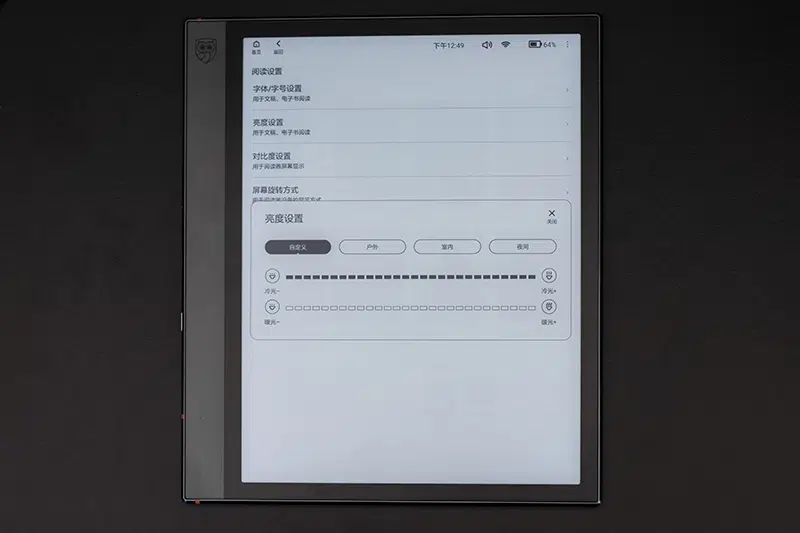 首页
返回
下午12:49
64%
阅读设置
字体/字号设置
用于文稿、电子书阅读
亮度设置
用于文稿、电子书阅读
对比度设置
用于阅读器屏幕显示
屏幕旋转方式
亮度设置
关闭
自定义 户外 室内 夜间
冷光- 冷光+
暖光- 暖光+